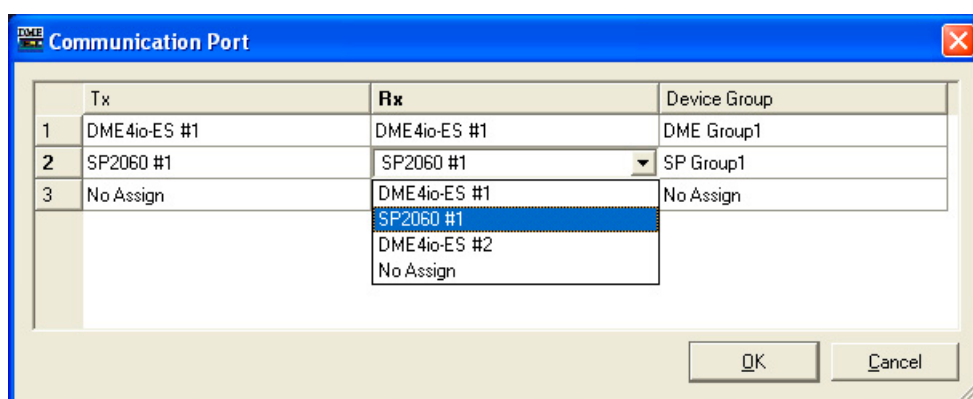 DME Communication Port
Tx Rx Device Group
1 DME4io-ES #1 DME4io-ES #1 DME Group1
2 SP2060 #1 SP2060 #1 SP Group1
3 No Assign DME4io-ES #1 No Assign
SP2060 #1
DME4io-ES #2
No Assign
OK Cancel